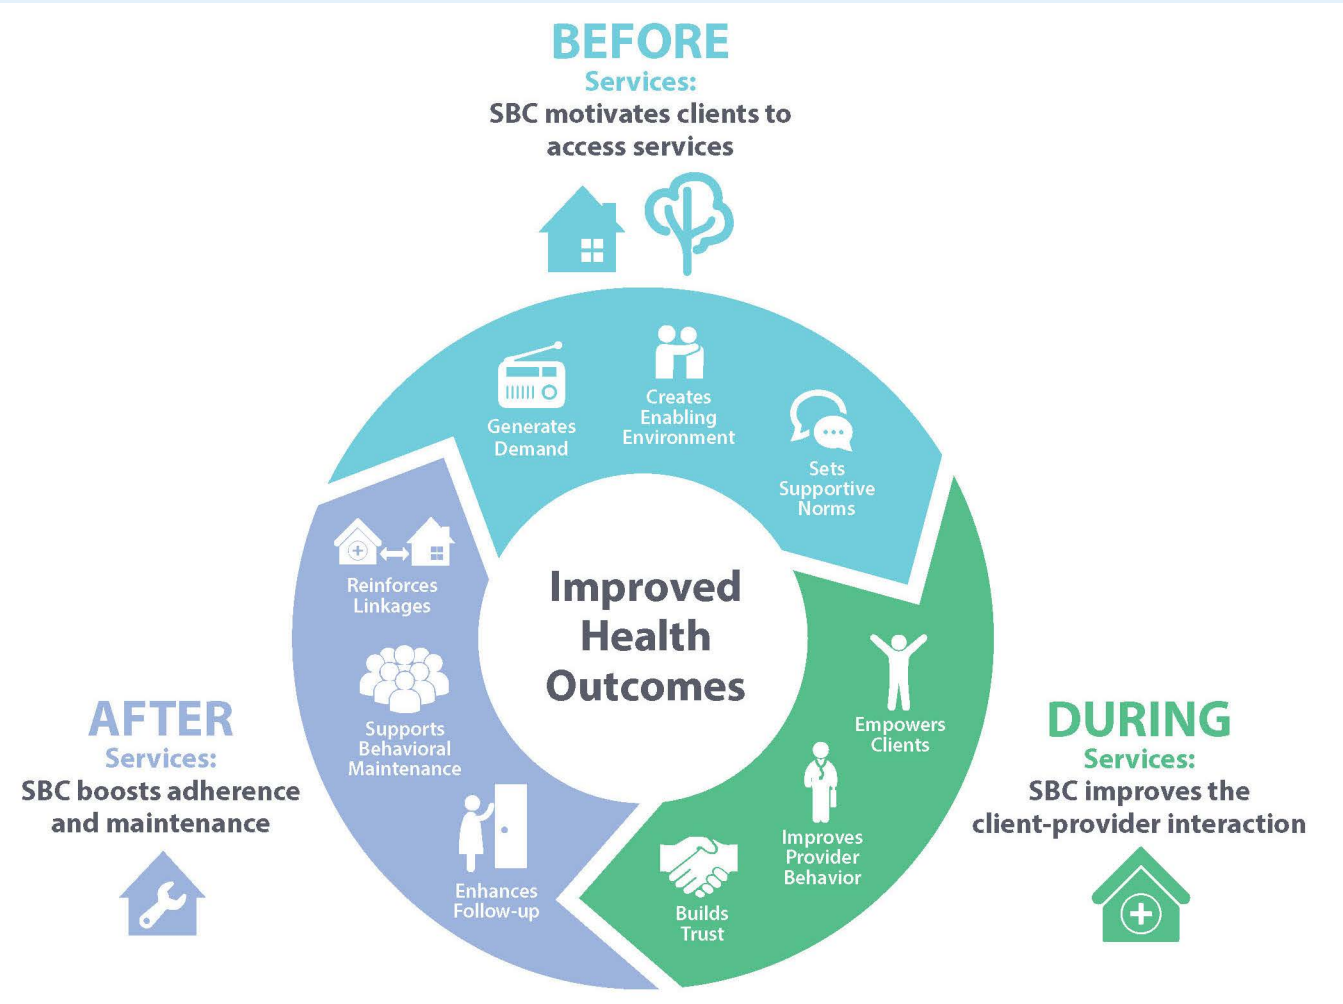 BEFORE
Services:
SBC motivates clients to
access services
Generates
Demand
Creates
Enabling
Environment
Sets
Supportive
Norms
Improved
Health
Outcomes
Empowers
Clients
Improves
Provider
Behavior
Builds
Trust
DURING
Services:
SBC improves the
client-provider interaction
Enhances
Follow-up
Supports
Behavioral
Maintenance
Reinforces
Linkages
AFTER
Services:
SBC boosts adherence
and maintenance